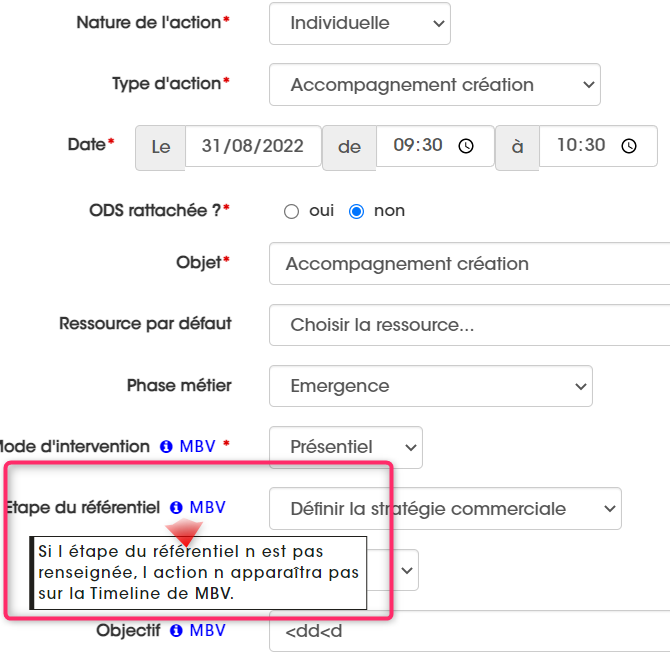 Nature de l'action*
Individuelle
Type d'action*
Accompagnement création
Date*
Le
31/08/2022
de
09:30
à
10:30
ODS rattachée ?*
oui
non
Objet*
Accompagnement création
Ressource par défaut
Choisir la ressource...
Phase métier
Emergence
Mode d'intervention MBV *
Présentiel
Etape du référentiel MBV
Définir la stratégie commerciale
Si l étape du référentiel n est pas
renseignée, l action n apparaîtra pas
sur la Timeline de MBV.
Objectif MBV
<dd<d